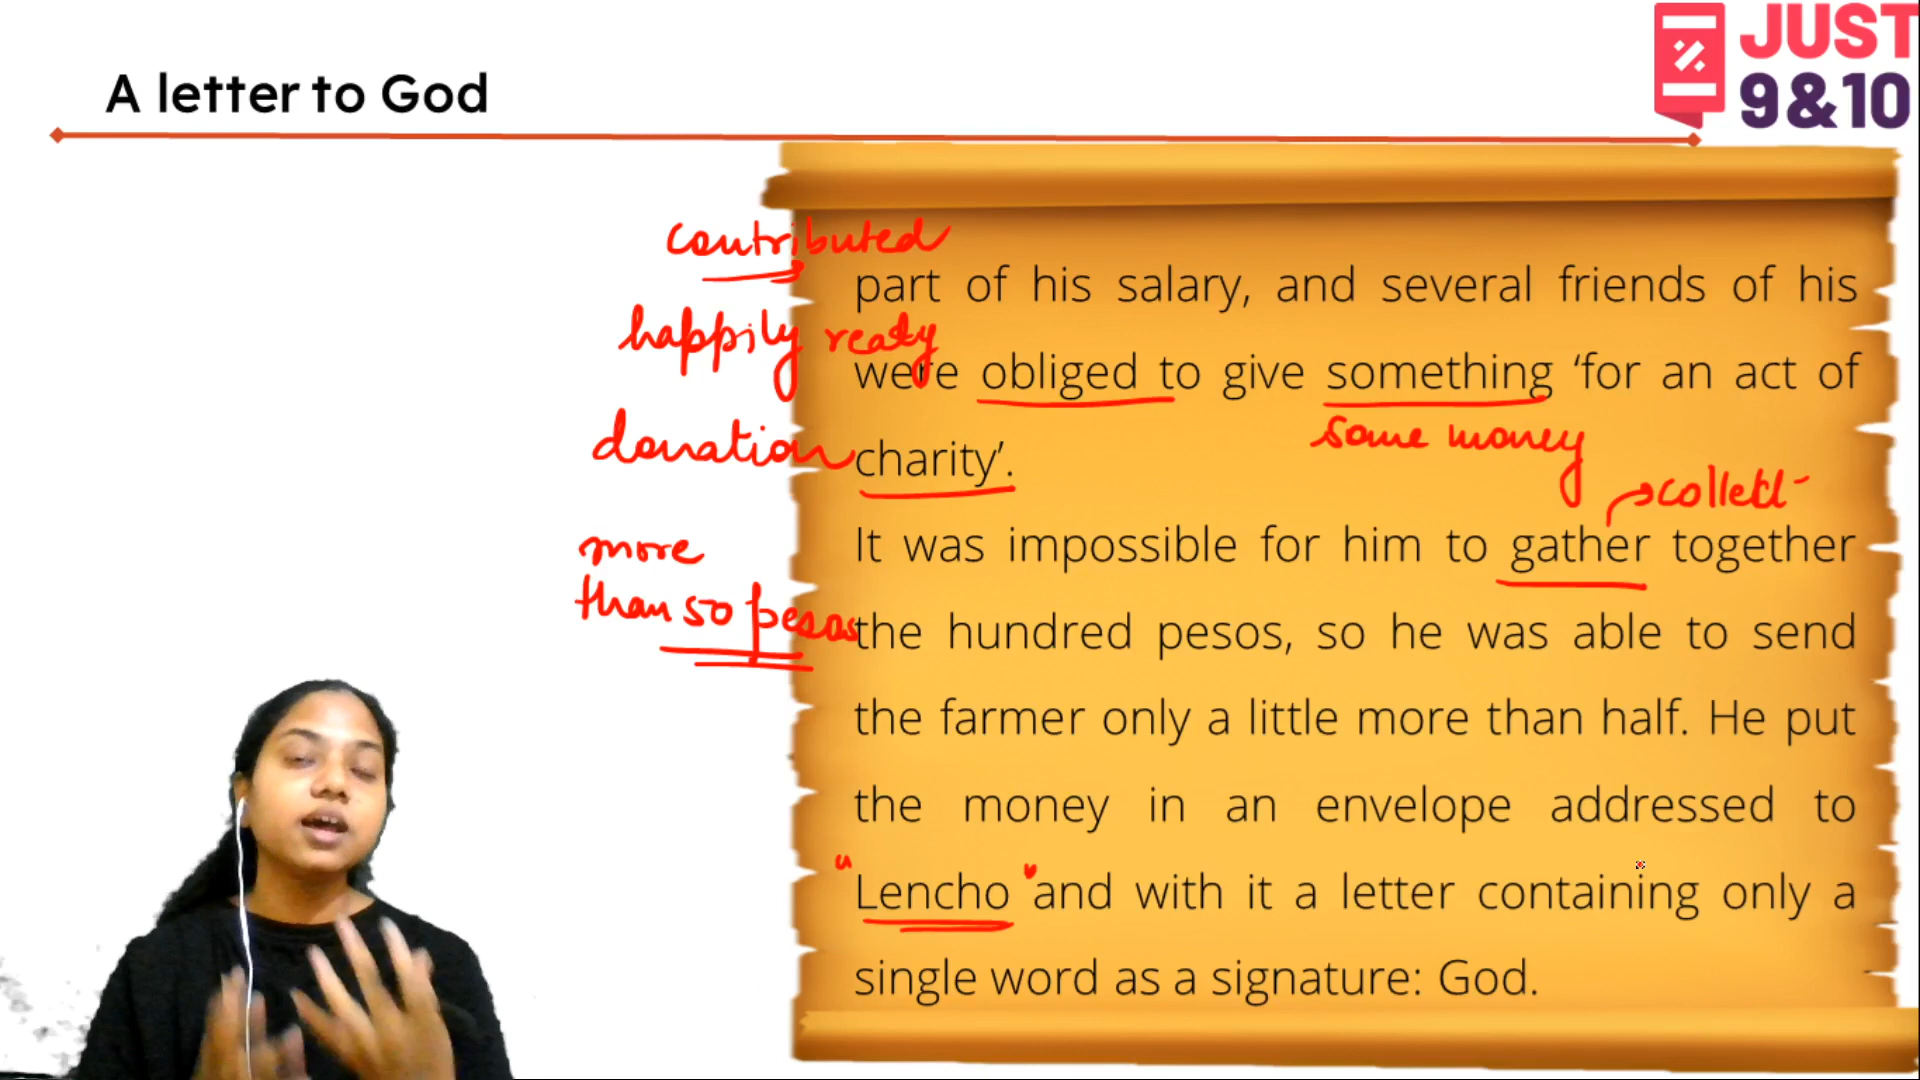 A letter to God
JUST
9&10
contributed
part of his salary, and several friends of his
happily ready
were obliged to give something ‘for an act of
some money
donation
charity’.
collect
It was impossible for him to gather together
more
than 50 pesos
the hundred pesos, so he was able to send
the farmer only a little more than half. He put
the money in an envelope addressed to
"Lencho" and with it a letter containing only a
single word as a signature: God.